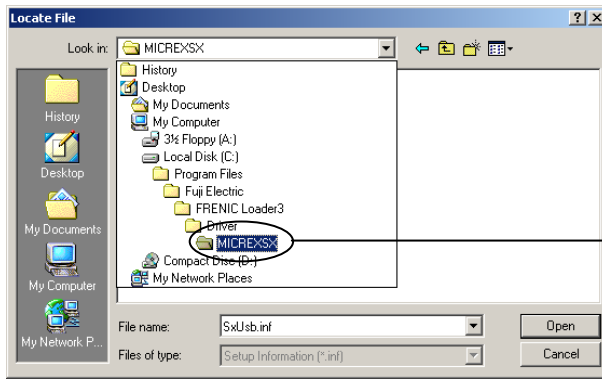 Locate File
Look in:
MICREXSX
History
Desktop
My Documents
My Computer
3½ Floppy (A:)
Local Disk (C:)
Program Files
Fuji Electric
FRENIC Loader3
Driver
MICREXSX
Compact Disc (D:)
My Network Places
History
Desktop
My Documents
My Computer
My Network P...
File name:
SxUsb.inf
Open
Files of type:
Setup Information (*.inf)
Cancel